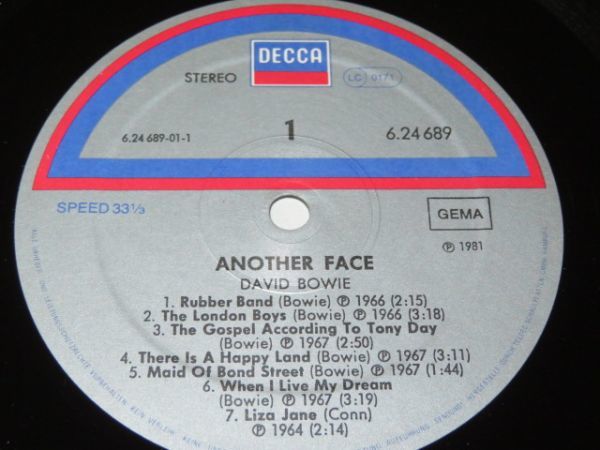 DECCA
STEREO
LC 0171
6.24 689-01-1
1
6.24 689
SPEED 33 1/3
GEMA
℗ 1981
ANOTHER FACE
DAVID BOWIE
1. Rubber Band (Bowie) ℗ 1966 (2:15)
2. The London Boys (Bowie) ℗ 1966 (3:18)
3. The Gospel According To Tony Day
(Bowie) ℗ 1967 (2:50)
4. There Is A Happy Land (Bowie) ℗ 1966 (3:11)
5. Maid Of Bond Street (Bowie) ℗ 1967 (1:44)
6. When I Live My Dream
(Bowie) ℗ 1967 (3:19)
7. Liza Jane (Conn)
℗ 1964 (2:14)